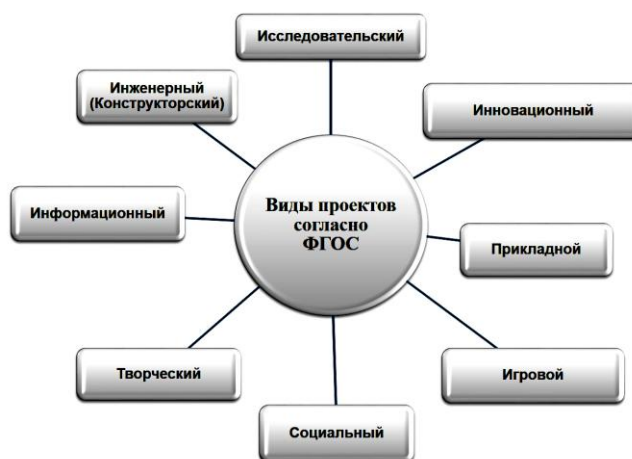 Исследовательский
Инженерный
(Конструкторский)
Инновационный
Виды проектов
согласно
ФГОС
Информационный
Прикладной
Творческий
Игровой
Социальный